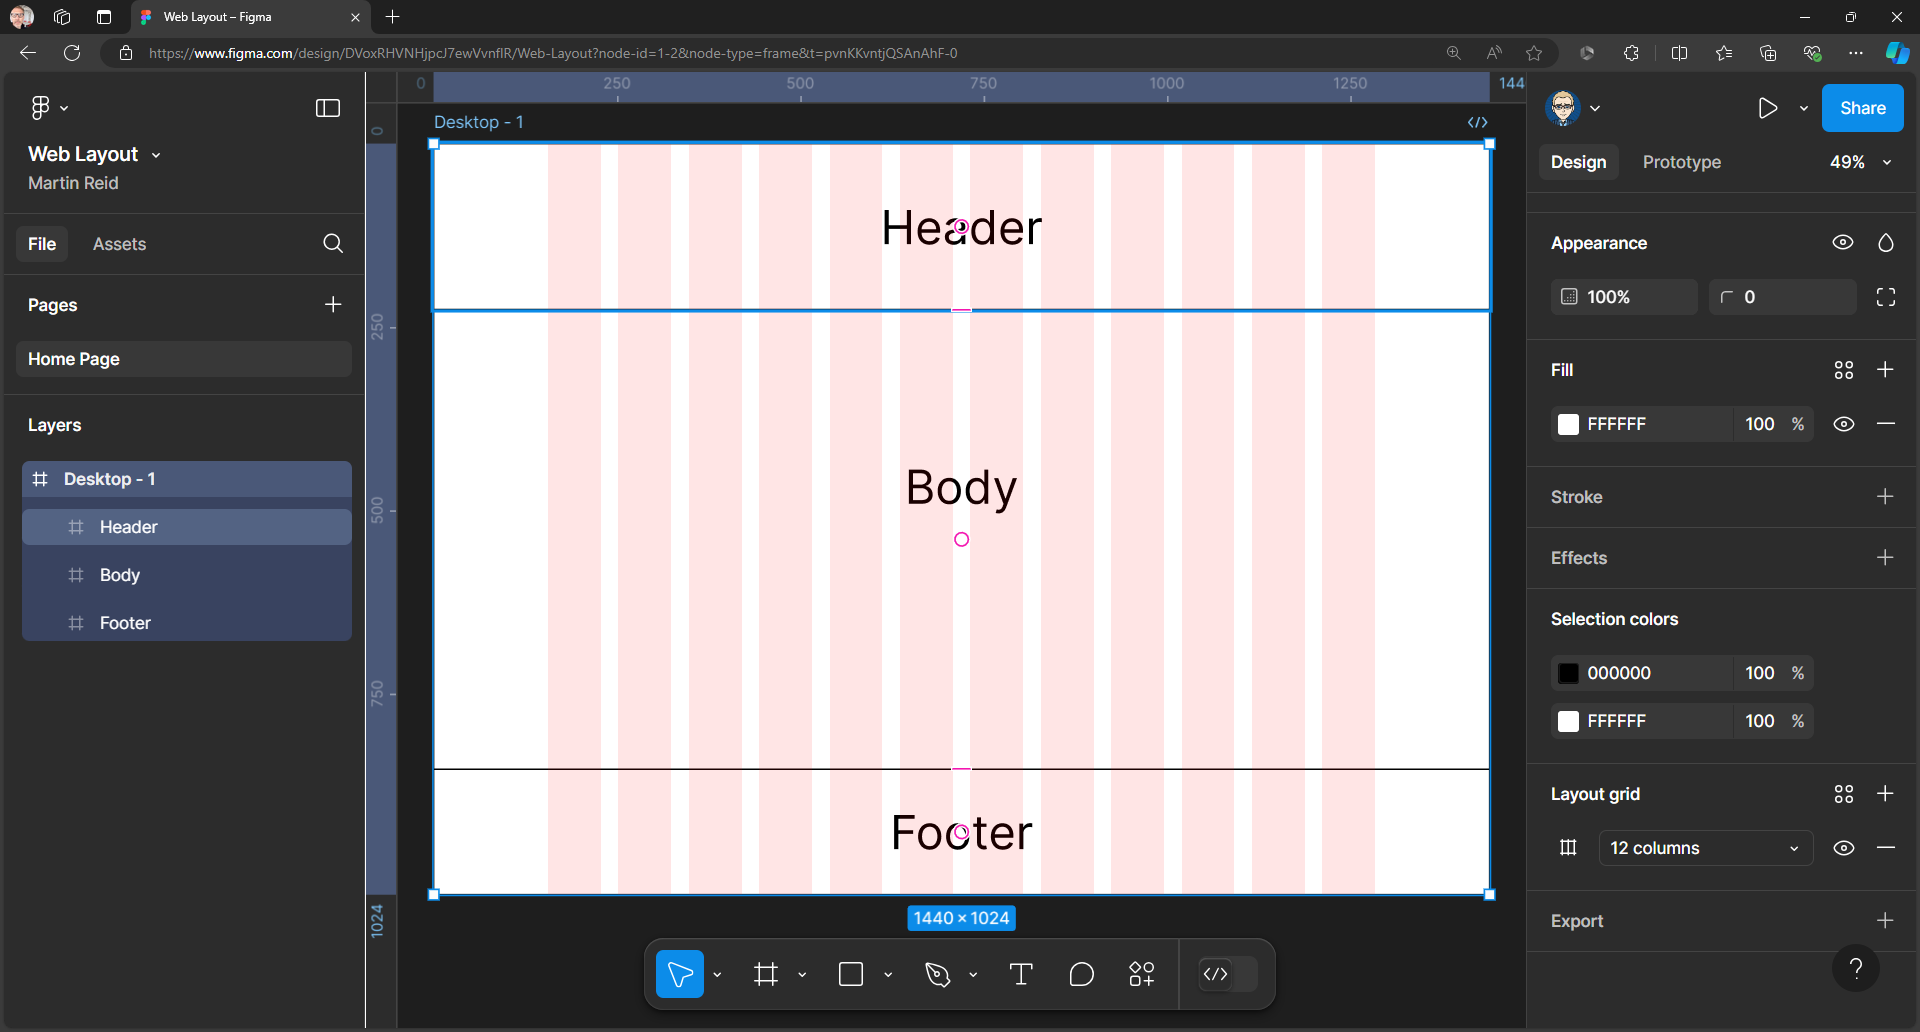 Web Layout – Figma
https://www.figma.com/design/DVoxRHVNHjpcJ7ewVvnflR/Web-Layout?node-id=1-2&node-type=frame&t=pvnKKvntjQSAnAhF-0
Web Layout
Martin Reid
File
Assets
Pages
Home Page
Layers
Desktop - 1
Header
Body
Footer
0
250
500
750
1000
1250
144
0
250
500
750
1024
Desktop - 1
</>
Header
Body
Footer
1440 × 1024
T
</>
Share
Design
Prototype
49%
Appearance
100%
0
Fill
FFFFFF
100 %
Stroke
Effects
Selection colors
000000
100 %
FFFFFF
100 %
Layout grid
12 columns
Export
?